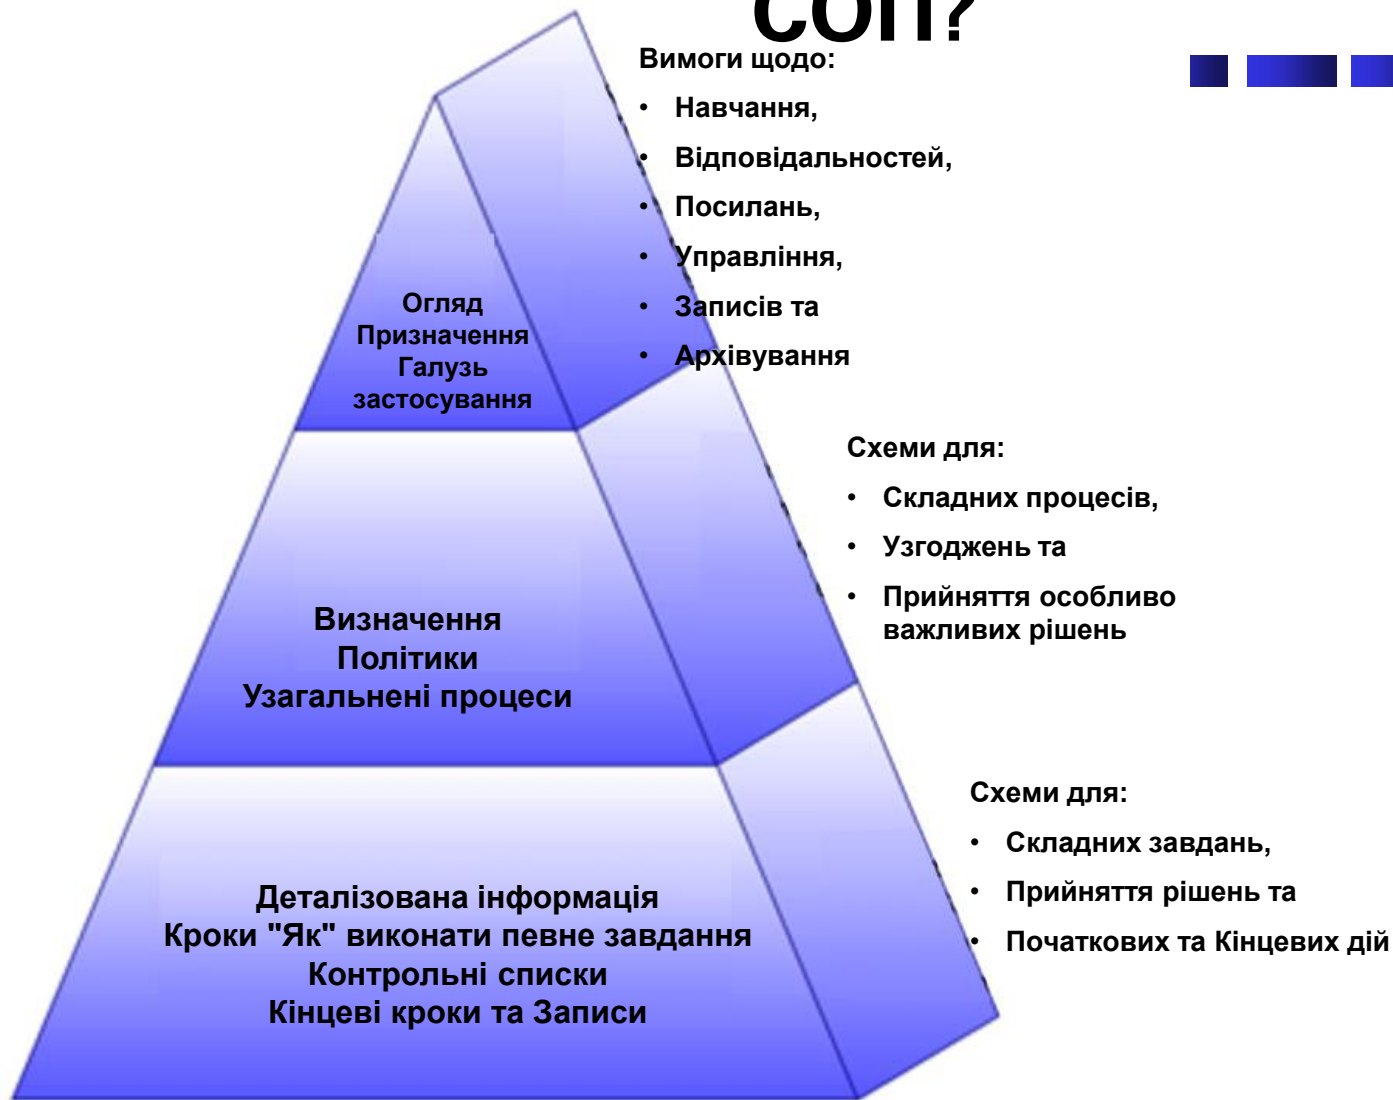 СОП?
Вимоги щодо:
• Навчання,
• Відповідальностей,
• Посилань,
• Управління,
• Записів та
• Архівування
Огляд
Призначення
Галузь
застосування
Схеми для:
• Складних процесів,
• Узгоджень та
• Прийняття особливо
важливих рішень
Визначення
Політики
Узагальнені процеси
Схеми для:
• Складних завдань,
• Прийняття рішень та
• Початкових та Кінцевих дій
Деталізована інформація
Кроки "Як" виконати певне завдання
Контрольні списки
Кінцеві кроки та Записи